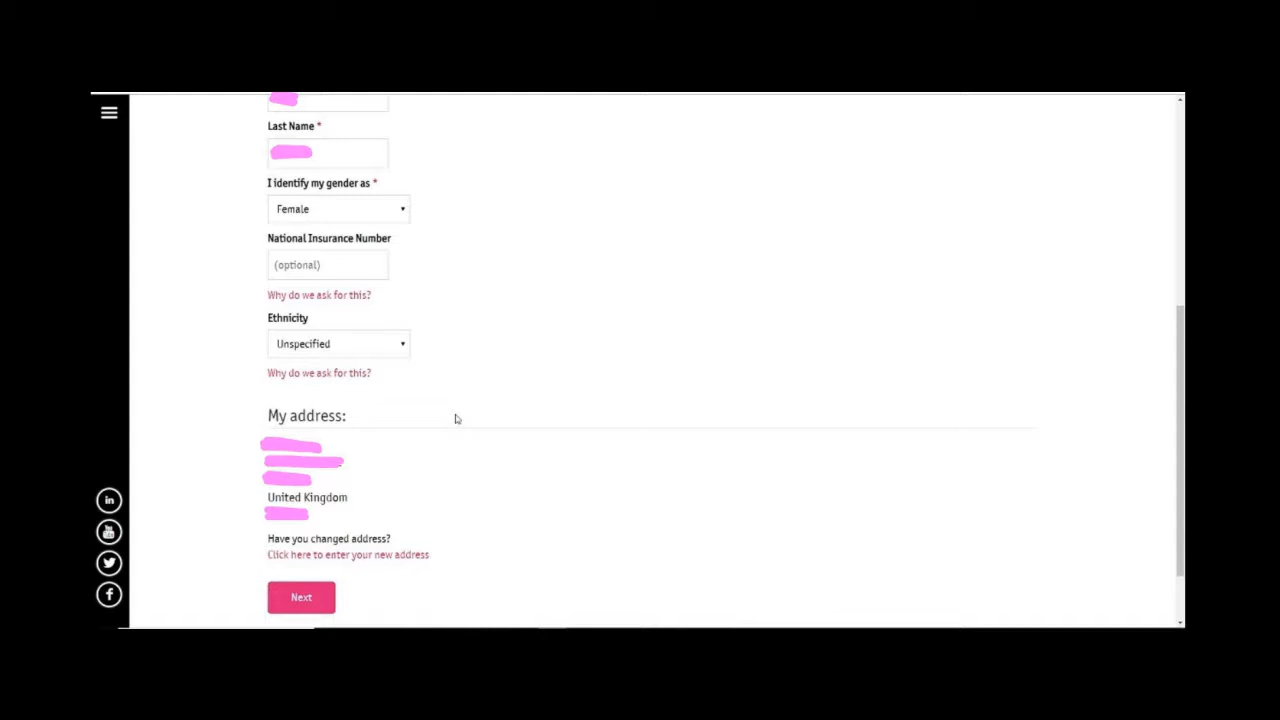 Last Name *
I identify my gender as *
Female
National Insurance Number
(optional)
Why do we ask for this?
Ethnicity
Unspecified
Why do we ask for this?
My address:
United Kingdom
Have you changed address?
Click here to enter your new address
Next